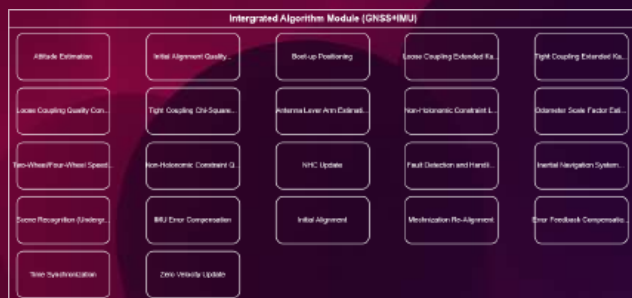 Intergrated Algorithm Module (GNSS+IMU)
Attitude Estimation
Initial Alignment Quality...
Boot-up Positioning
Loose Coupling Extended Ka...
Tight Coupling Extended Ka...
Loose Coupling Quality Con...
Tight Coupling Chi-Square...
Antenna Lever Arm Estimati...
Non-Holonomic Constraint L...
Odometer Scale Factor Esti...
Two-Wheel/Four-Wheel Speed...
Non-Holonomic Constraint Q...
NHC Update
Fault Detection and Handli...
Inertial Navigation System...
Scene Recognition (Undergr...
IMU Error Compensation
Initial Alignment
Mechnization Re-Alignment
Error Feedback Compensatio...
Time Synchronization
Zero Velocity Update